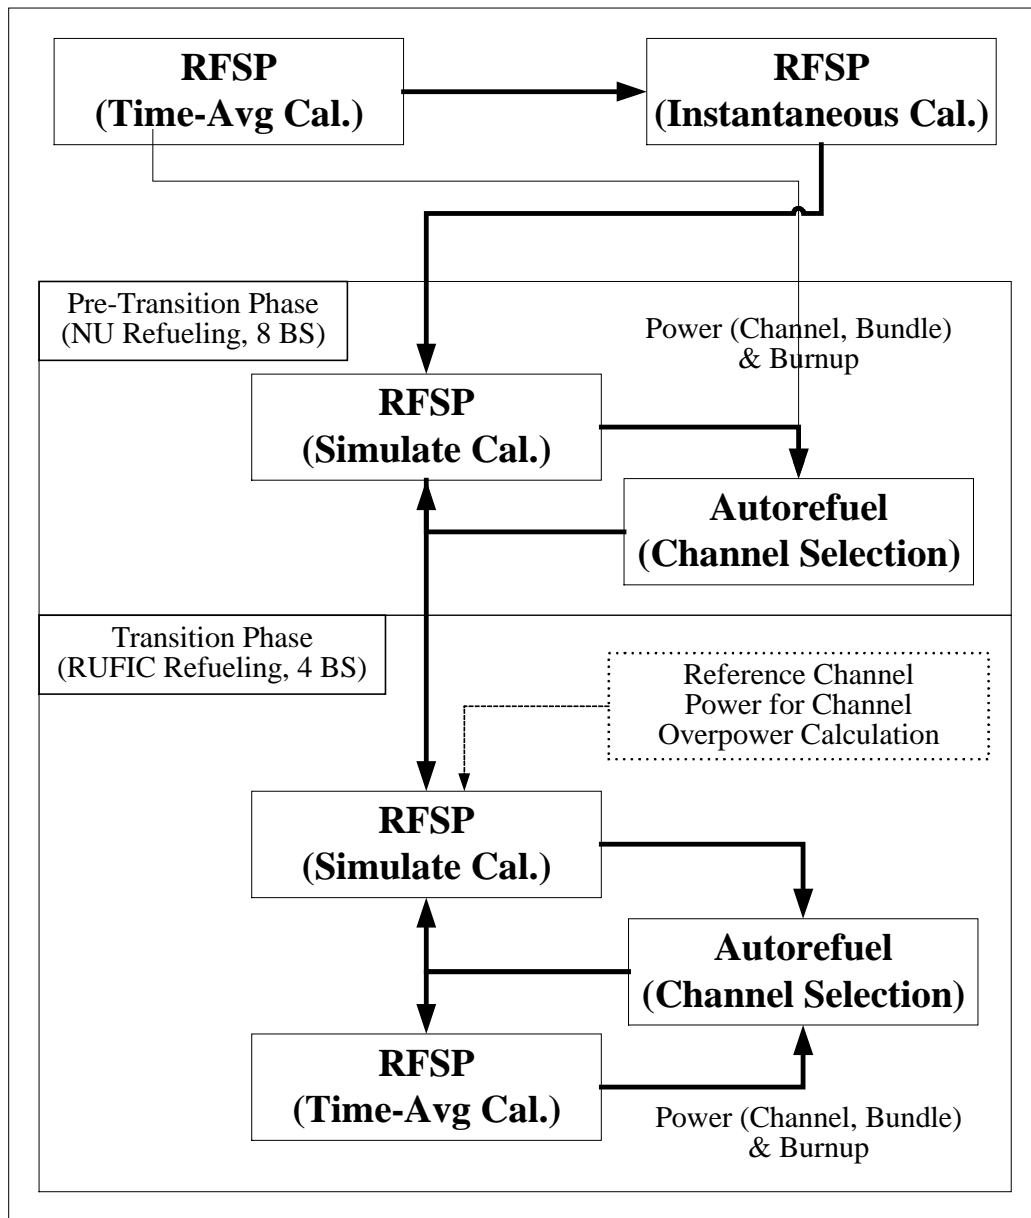 RFSP
(Time-Avg Cal.)
RFSP
(Instantaneous Cal.)
Pre-Transition Phase
(NU Refueling, 8 BS)
Power (Channel, Bundle)
& Burnup
RFSP
(Simulate Cal.)
Autorefuel
(Channel Selection)
Transition Phase
(RUFIC Refueling, 4 BS)
Reference Channel
Power for Channel
Overpower Calculation
RFSP
(Simulate Cal.)
Autorefuel
(Channel Selection)
RFSP
(Time-Avg Cal.)
Power (Channel, Bundle)
& Burnup